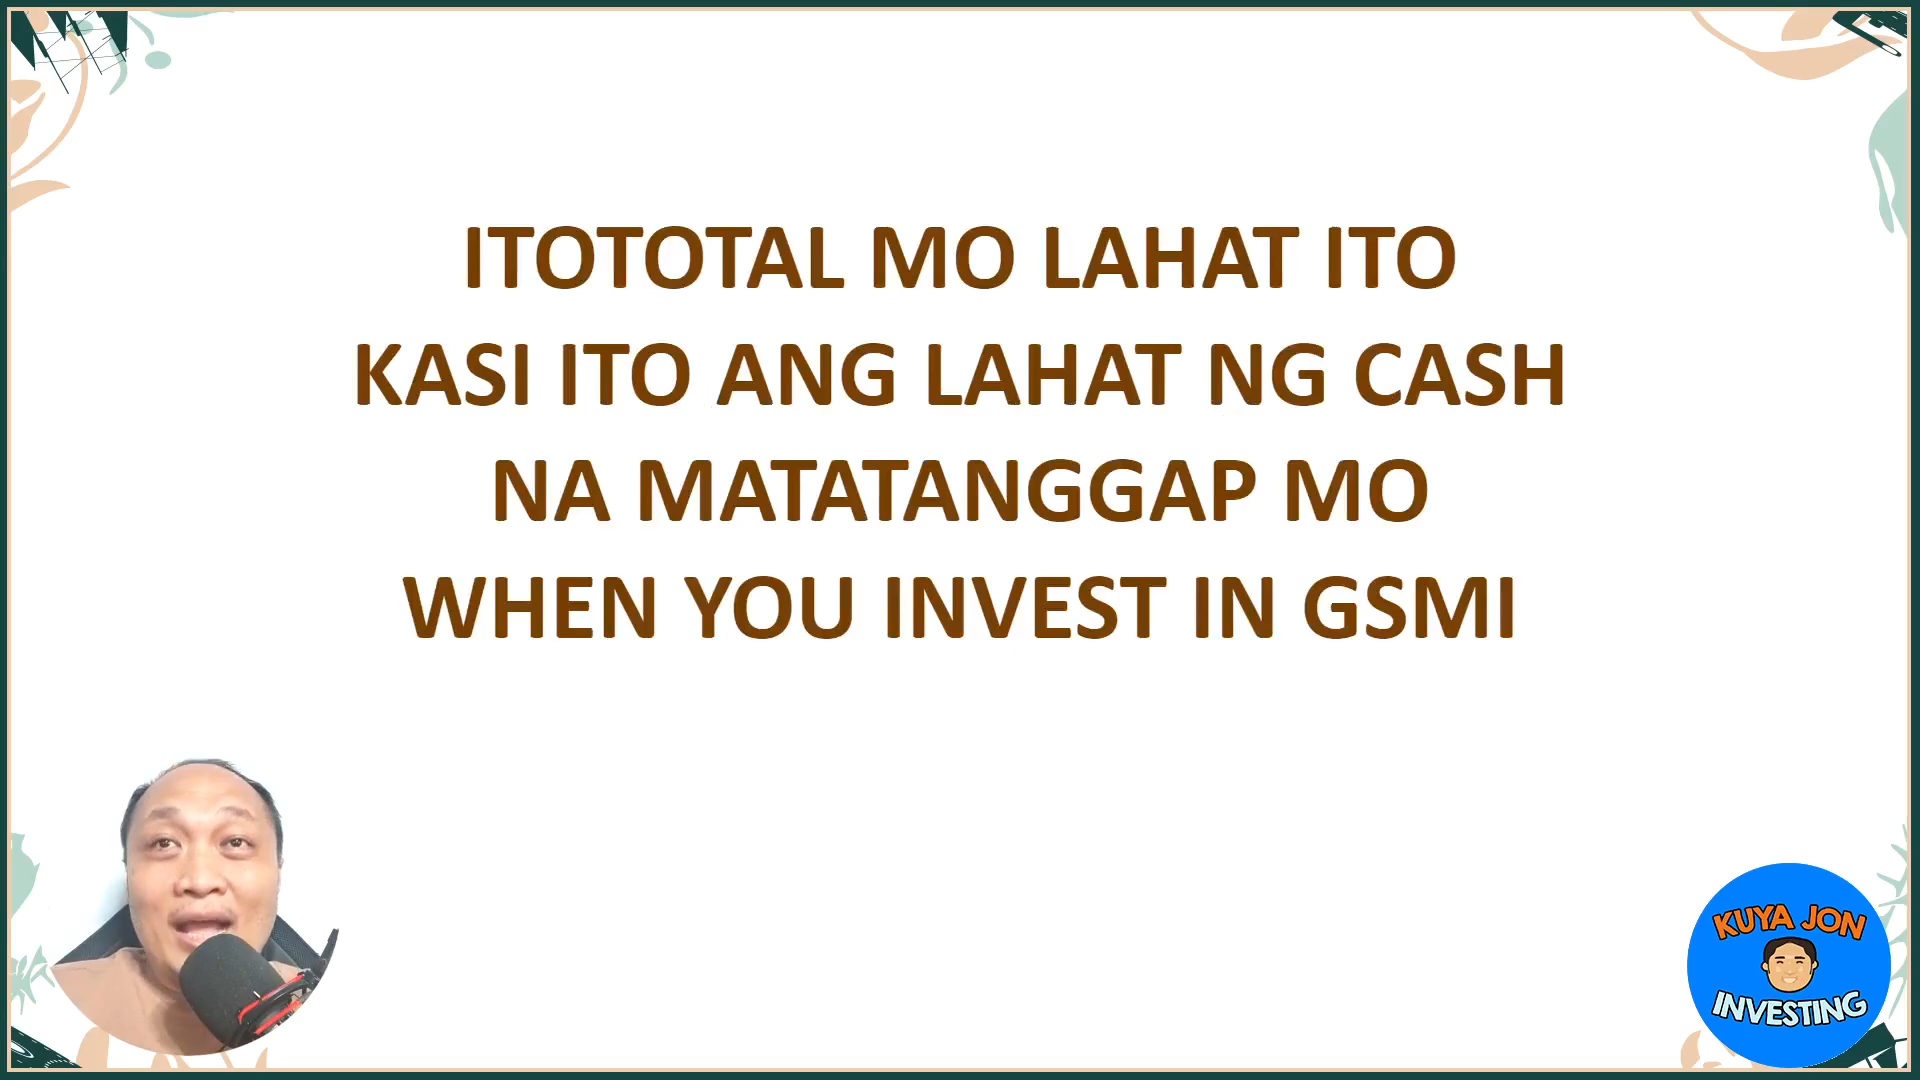 ITOTOTAL MO LAHAT ITO
KASI ITO ANG LAHAT NG CASH
NA MATATANGGAP MO
WHEN YOU INVEST IN GSMI
KUYA JON
INVESTING